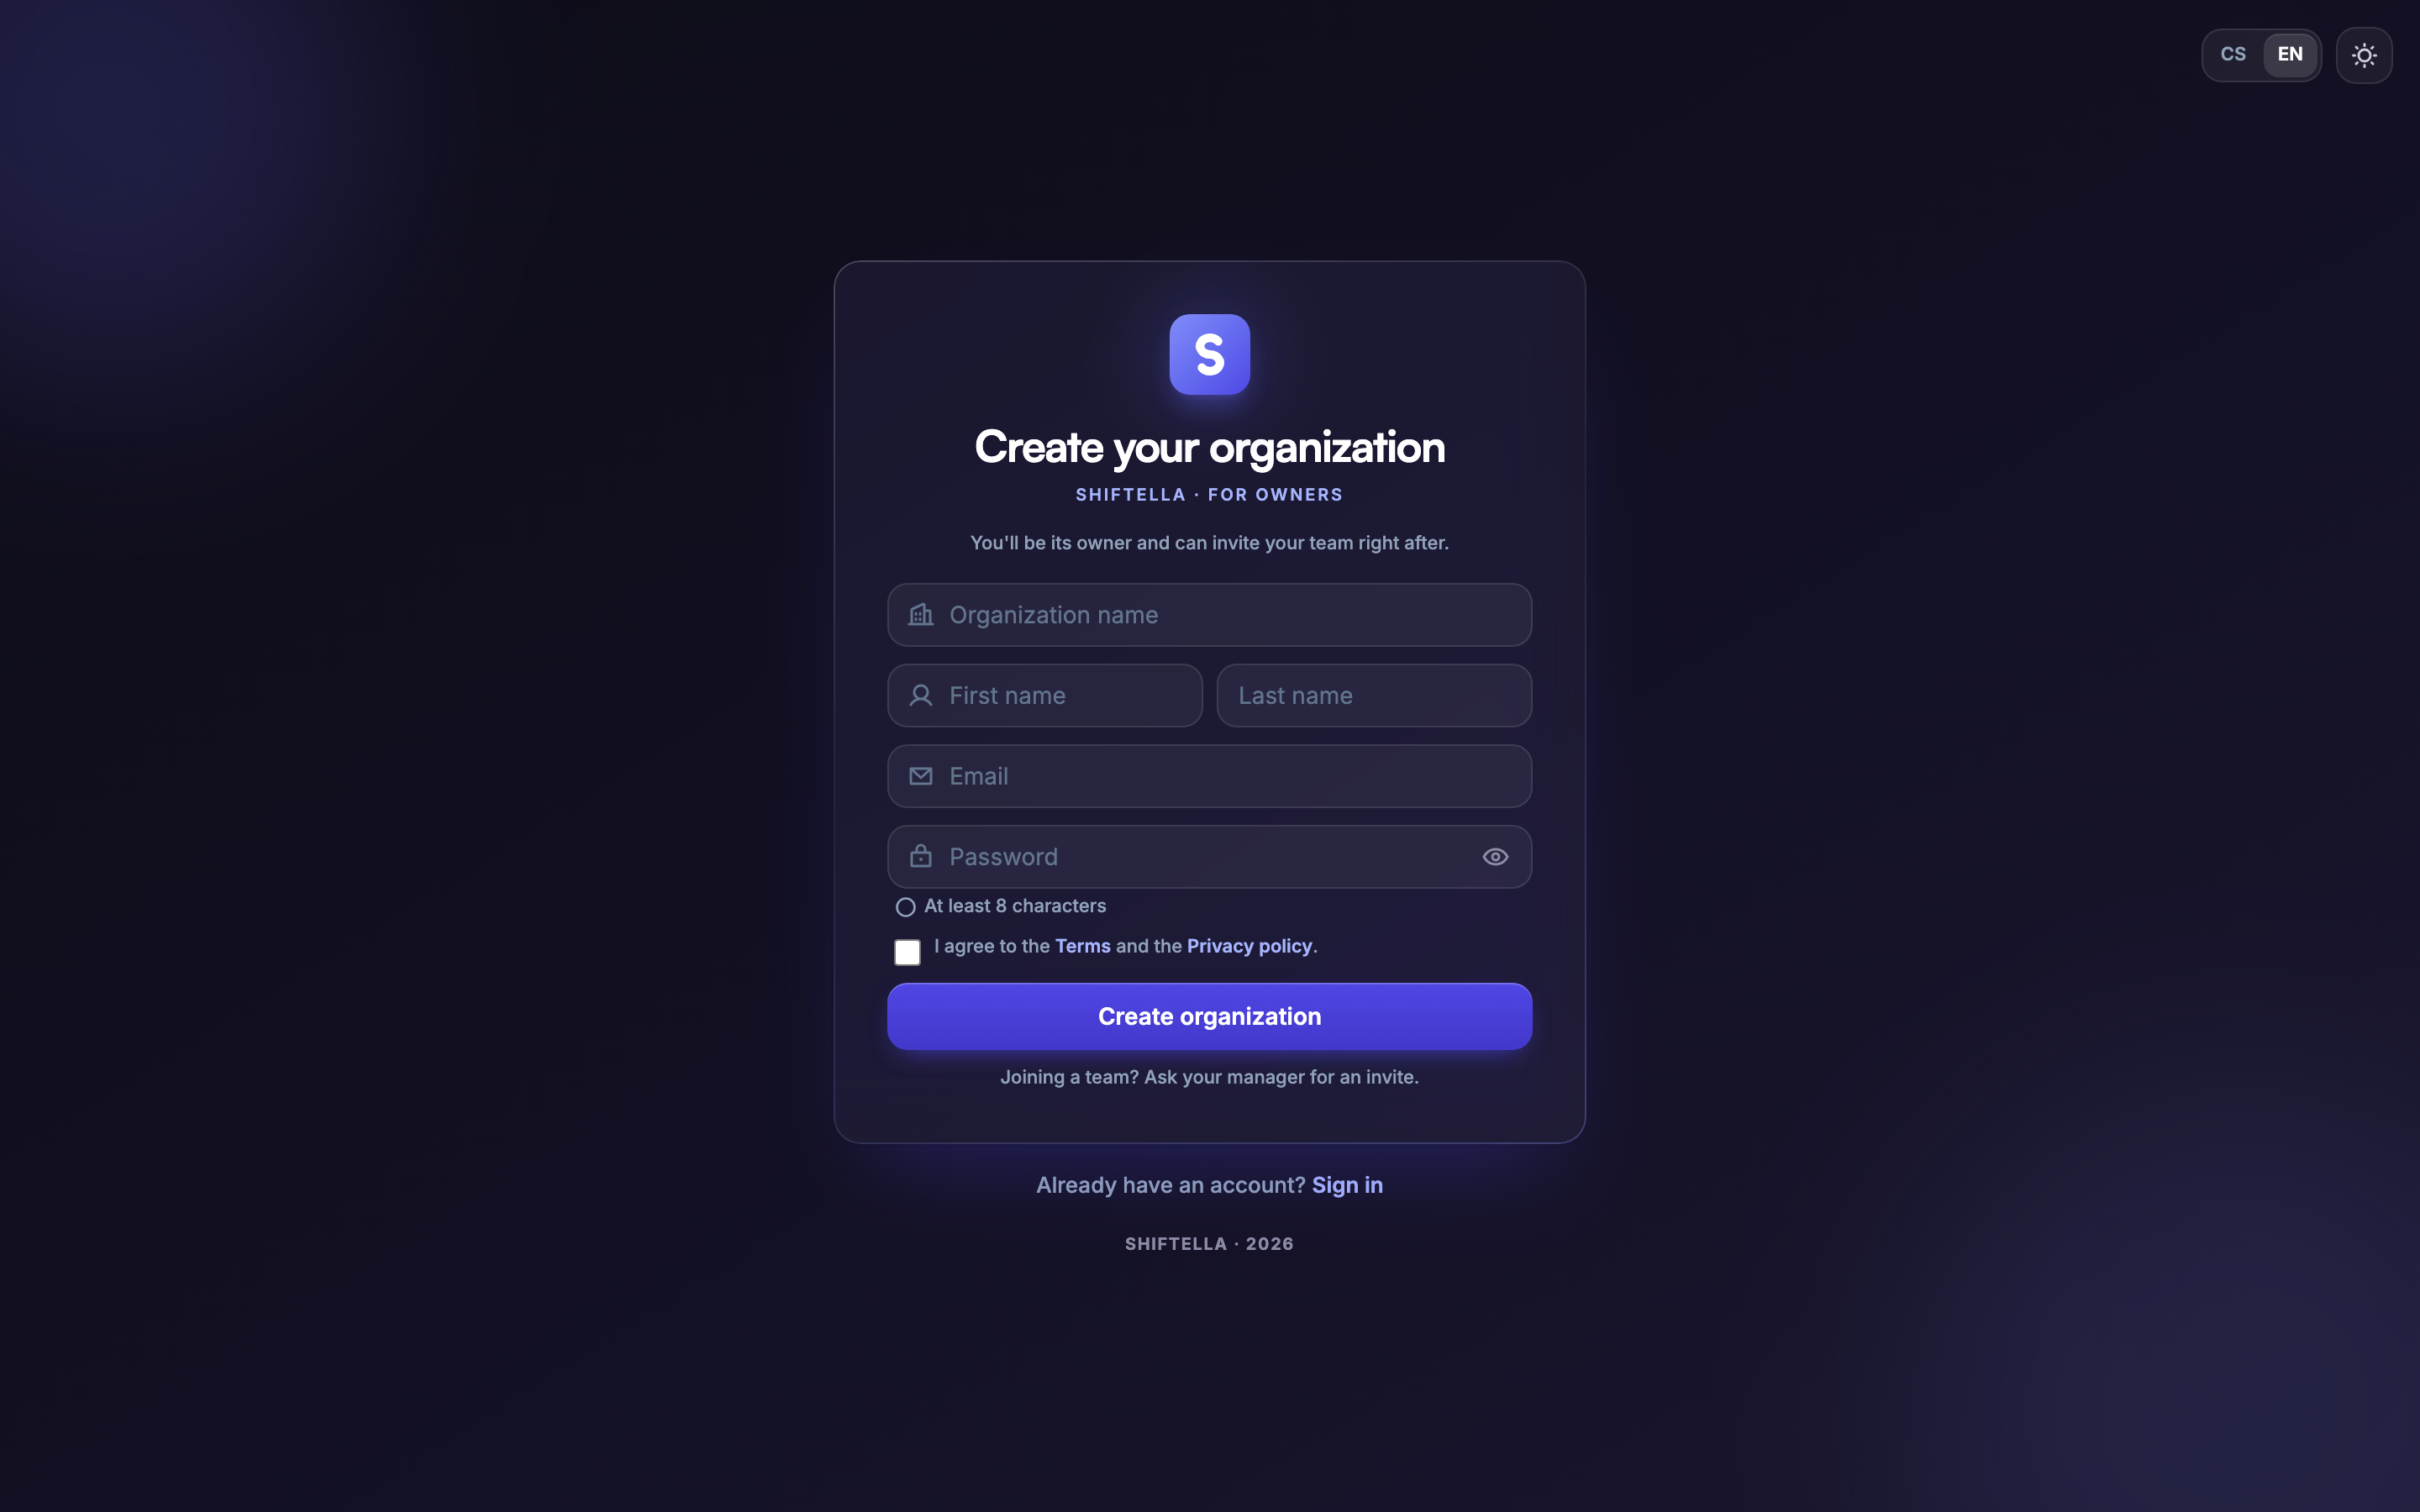 CS EN
S
Create your organization
SHIFTELLA · FOR OWNERS
You'll be its owner and can invite your team right after.
Organization name
First name Last name
Email
Password
At least 8 characters
I agree to the Terms and the Privacy policy.
Create organization
Joining a team? Ask your manager for an invite.
Already have an account? Sign in
SHIFTELLA · 2026